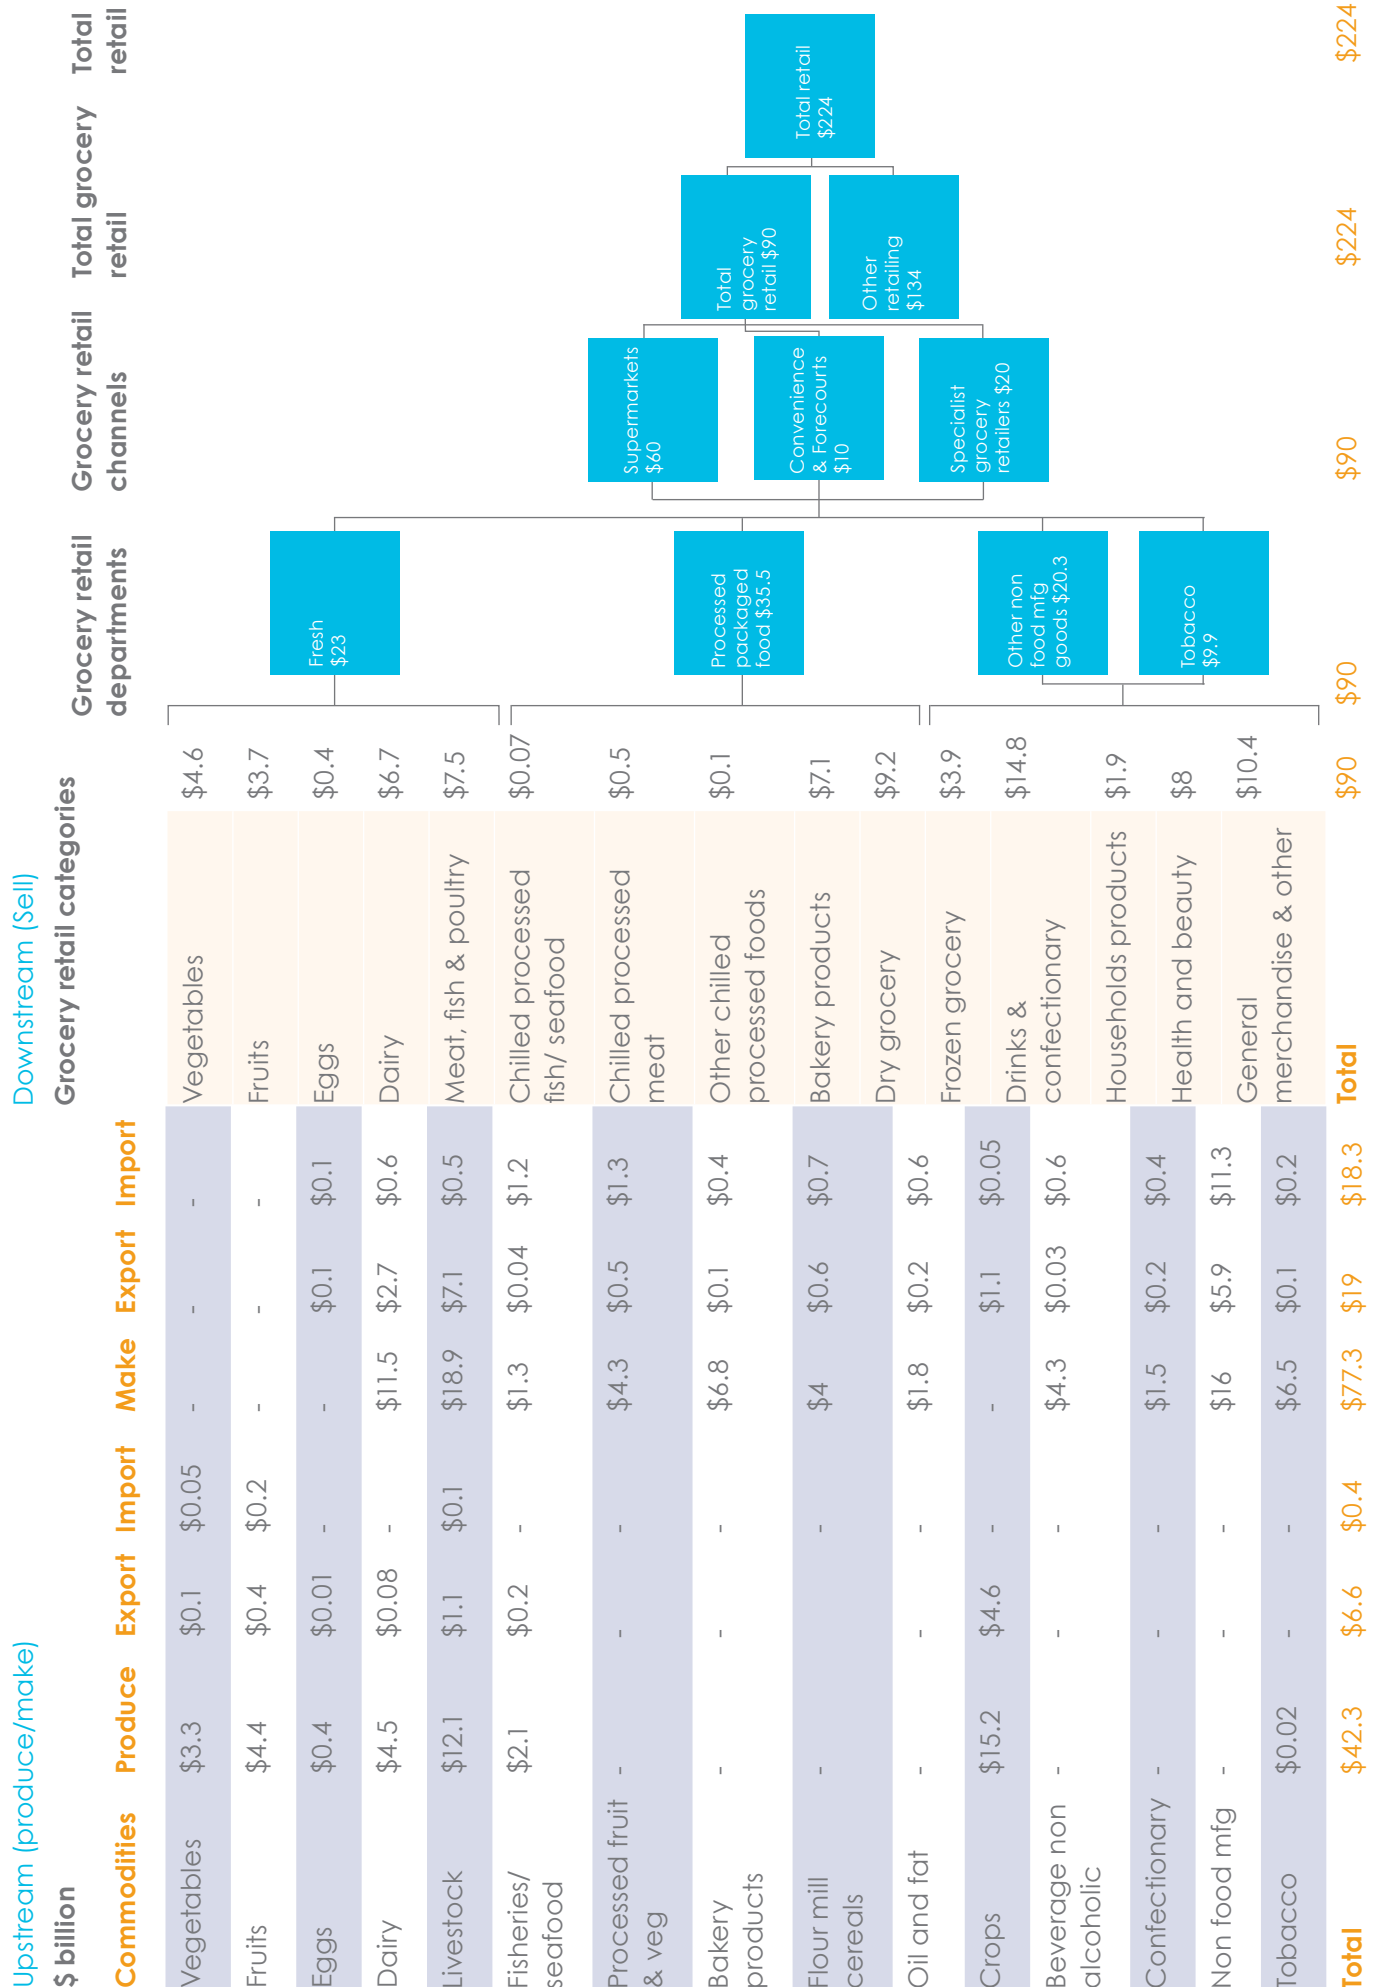 Upstream (produce/make)
Downstream (Sell)
$ billion
Grocery retail categories
Grocery retail
departments
Grocery retail
channels
Total grocery
retail
Total
retail
Commodities Produce Export Import Make Export Import
Vegetables $3.3 $0.1 $0.05 - - - Vegetables $4.6
Fruits $4.4 $0.4 $0.2 - - - Fruits $3.7
Eggs $0.4 $0.01 - - $0.1 $0.1 Eggs $0.4
Dairy $4.5 $0.08 - $11.5 $2.7 $0.6 Dairy $6.7
Livestock $12.1 $1.1 $0.1 $18.9 $7.1 $0.5 Meat, fish & poultry $7.5
Fisheries/ $2.1 $0.2 - $1.3 $0.04 $1.2 Chilled processed $0.07
seafood fish/ seafood
Processed fruit - - - $4.3 $0.5 $1.3 Chilled processed $0.5
& veg meat
Bakery - - - $6.8 $0.1 $0.4 Other chilled $0.1
products processed foods
Flour mill - - $4 $0.6 $0.7 Bakery products $7.1
cereals Dry grocery $9.2
Oil and fat - - - $1.8 $0.2 $0.6 Frozen grocery $3.9
Crops $15.2 $4.6 - - $1.1 $0.05 Drinks & $14.8
Beverage non - - - $4.3 $0.03 $0.6 confectionary
alcoholic Households products $1.9
Confectionary - - - $1.5 $0.2 $0.4 Health and beauty $8
Non food mfg - - - $16 $5.9 $11.3 General $10.4
Tobacco $0.02 - - $6.5 $0.1 $0.2 merchandise & other
Total $42.3 $6.6 $0.4 $77.3 $19 $18.3 Total $90 $90 $90 $224 $224
Fresh
$23
Processed
packaged
food $35.5
Other non
food mfg
goods $20.3
Tobacco
$9.9
Supermarkets
$60
Convenience
& Forecourts
$10
Specialist
grocery
retailers $20
Total
grocery
retail $90
Other
retailing
$134
Total retail
$224